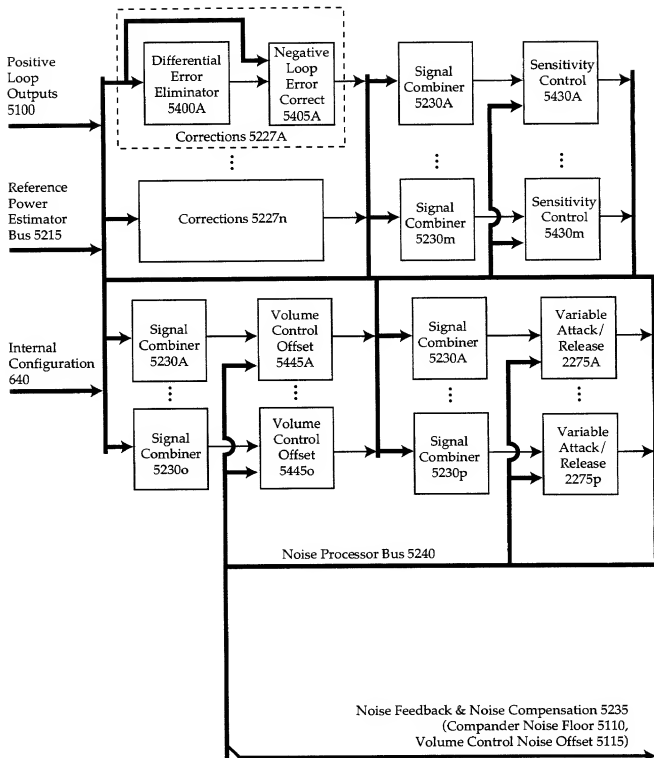 Positive
Loop
Outputs 5100
Differential
Error
Eliminator
5400A
Negative
Loop
Error
Correct
5405A
Corrections 5227A
Signal
Combiner
5230A
Sensitivity
Control
5430A
Reference
Power
Estimator
Bus 5215
Corrections 5227n
Signal
Combiner
5230m
Sensitivity
Control
5430m
Internal
Configuration
640
Signal
Combiner
5230A
Volume
Control
Offset
5445A
Signal
Combiner
5230A
Variable
Attack/
Release
2275A
Signal
Combiner
5230o
Volume
Control
Offset
5445o
Signal
Combiner
5230p
Variable
Attack/
Release
2275p
Noise Processor Bus 5240
Noise Feedback & Noise Compensation 5235
(Compander Noise Floor 5110,
Volume Control Noise Offset 5115)